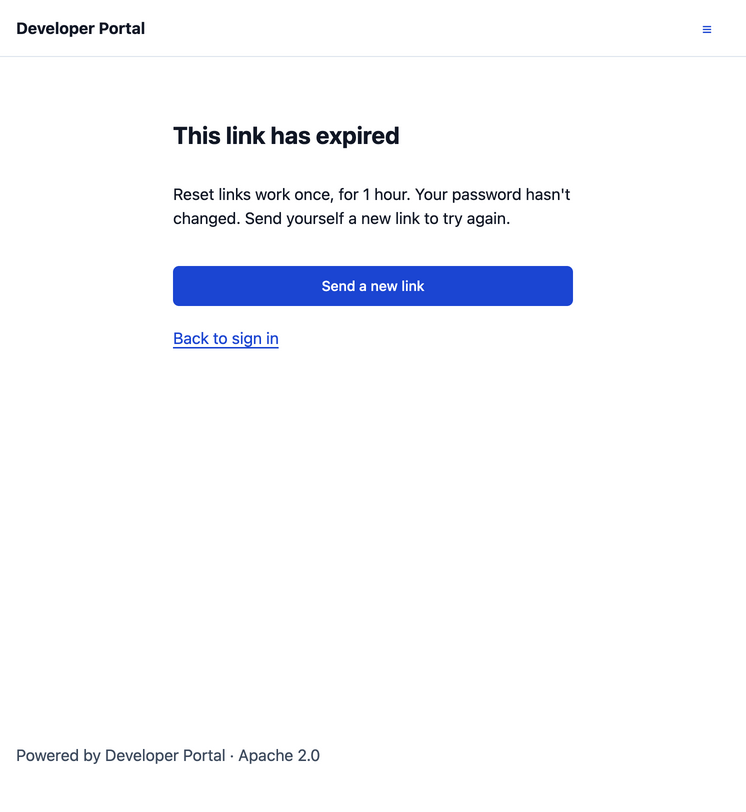 Developer Portal
This link has expired
Reset links work once, for 1 hour. Your password hasn't
changed. Send yourself a new link to try again.
Send a new link
Back to sign in
Powered by Developer Portal · Apache 2.0